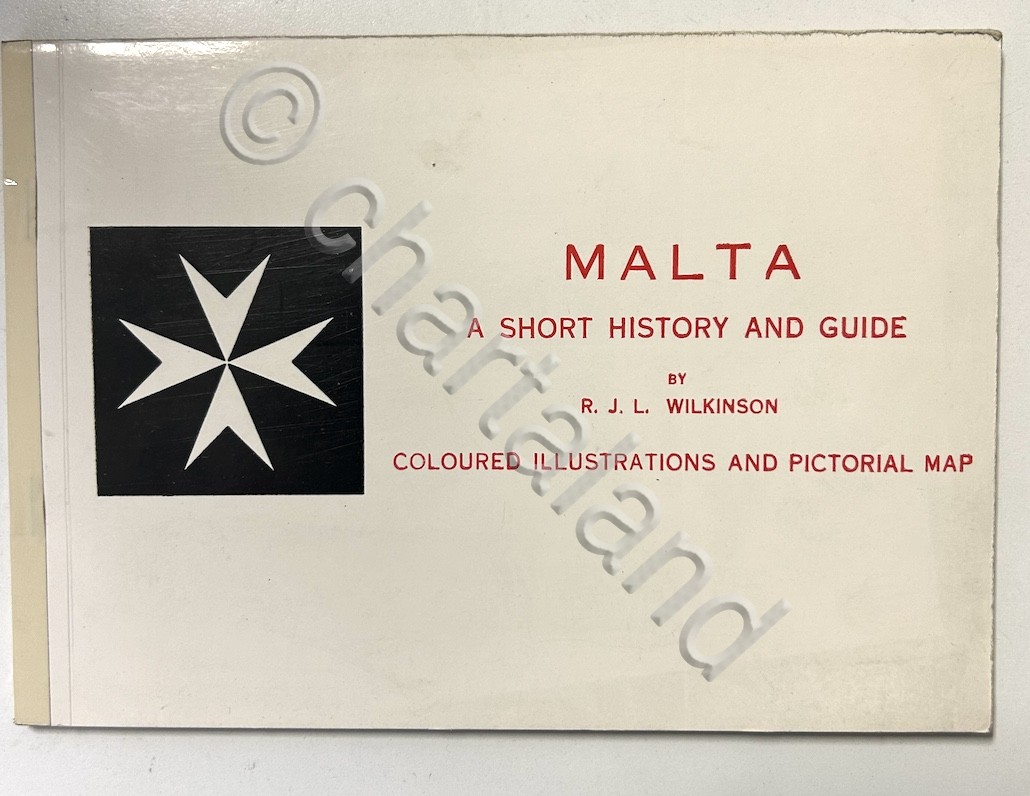 MALTA
A SHORT HISTORY AND GUIDE
BY
R. J. L. WILKINSON
COLOURED ILLUSTRATIONS AND PICTORIAL MAP
© chartaland